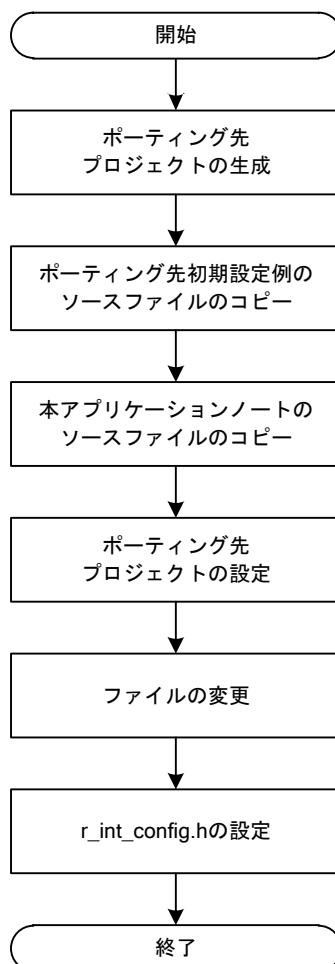 開始
ポーティング先
プロジェクトの生成
ポーティング先初期設定例の
ソースファイルのコピー
本アプリケーションノートの
ソースファイルのコピー
ポーティング先
プロジェクトの設定
ファイルの変更
r_int_config.hの設定
終了